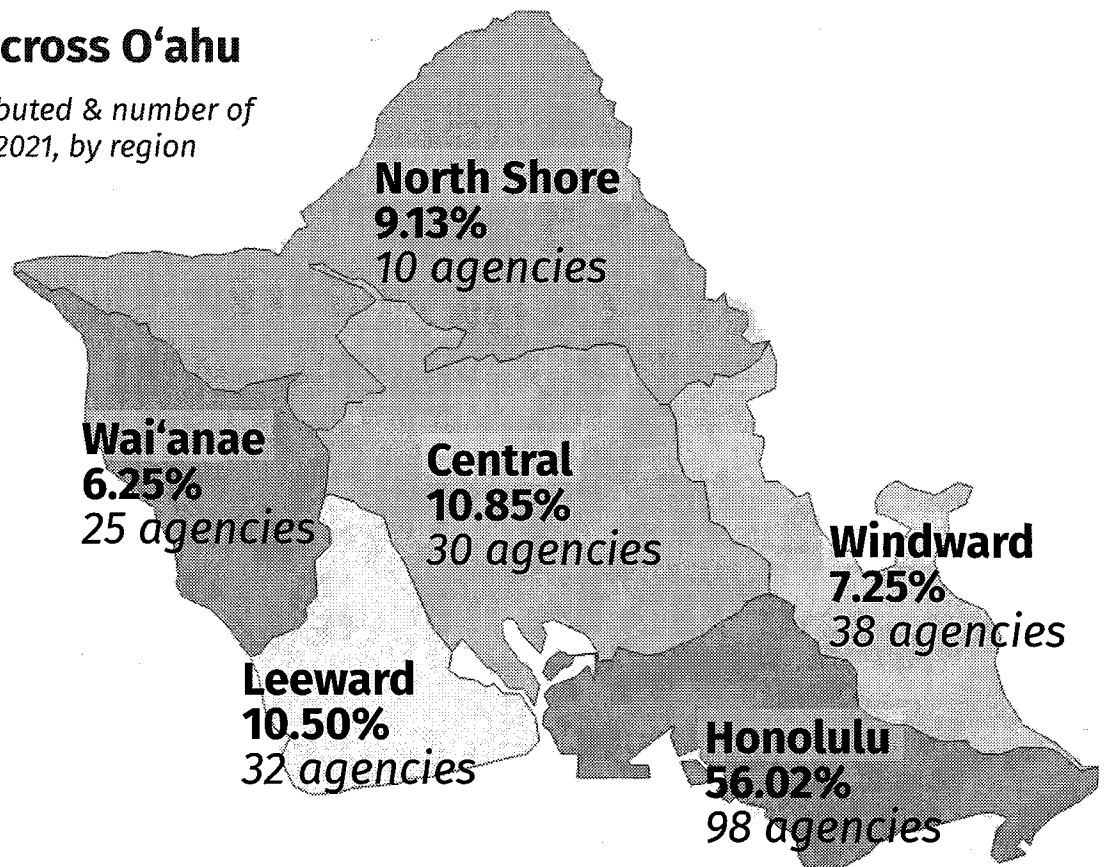 cross O‘ahu
buted & number of
2021, by region
North Shore
9.13%
10 agencies
Wai‘anae
6.25%
25 agencies
Central
10.85%
30 agencies
Windward
7.25%
38 agencies
Leeward
10.50%
32 agencies
Honolulu
56.02%
98 agencies